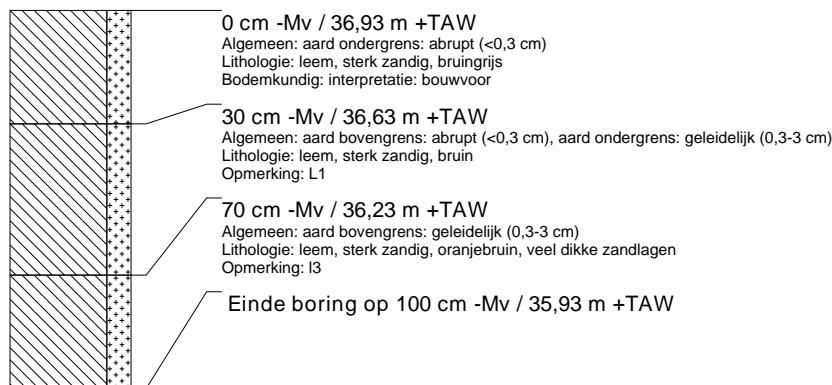 0 cm -Mv / 36,93 m +TAW
Algemeen: aard ondergrens: abrupt (<0,3 cm)
Lithologie: leem, sterk zandig, bruingrijs
Bodemkundig: interpretatie: bouwvoor
30 cm -Mv / 36,63 m +TAW
Algemeen: aard bovengrens: abrupt (<0,3 cm), aard ondergrens: geleidelijk (0,3-3 cm)
Lithologie: leem, sterk zandig, bruin
Opmerking: L1
70 cm -Mv / 36,23 m +TAW
Algemeen: aard bovengrens: geleidelijk (0,3-3 cm)
Lithologie: leem, sterk zandig, oranjebruin, veel dikke zandlagen
Opmerking: l3
Einde boring op 100 cm -Mv / 35,93 m +TAW